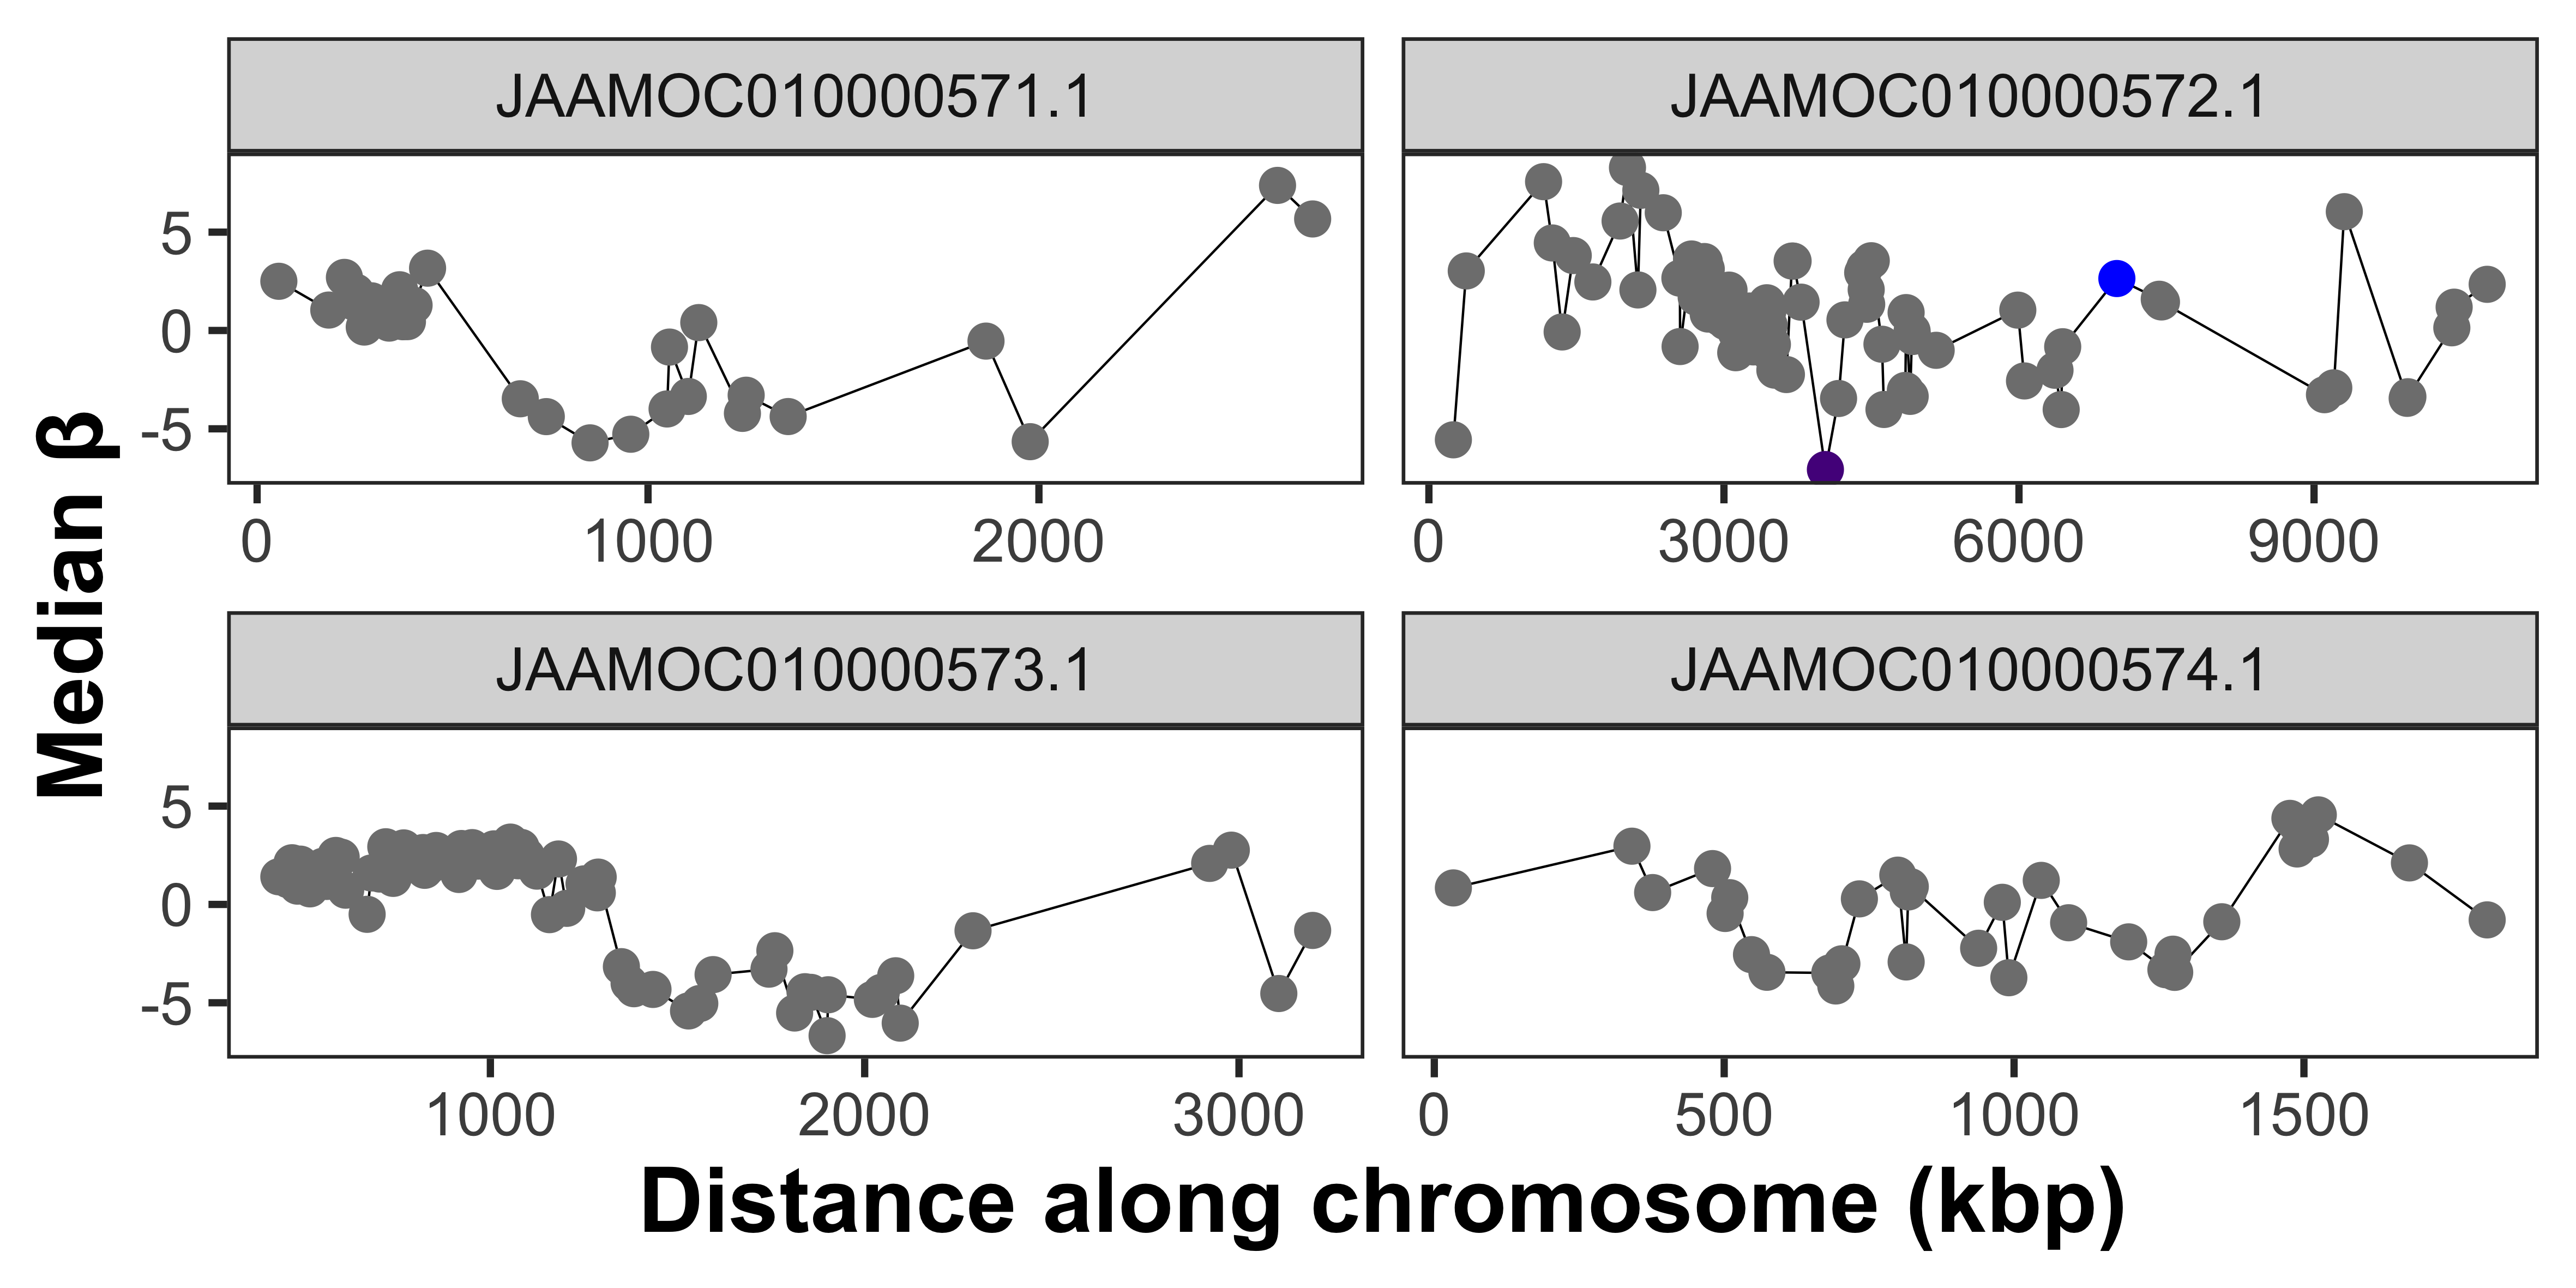 JAAMOC010000571.1
JAAMOC010000572.1
5
0
-5
0 1000 2000
0 3000 6000 9000
JAAMOC010000573.1
JAAMOC010000574.1
5
0
-5
1000 2000 3000
0 500 1000 1500
Median β
Distance along chromosome (kbp)